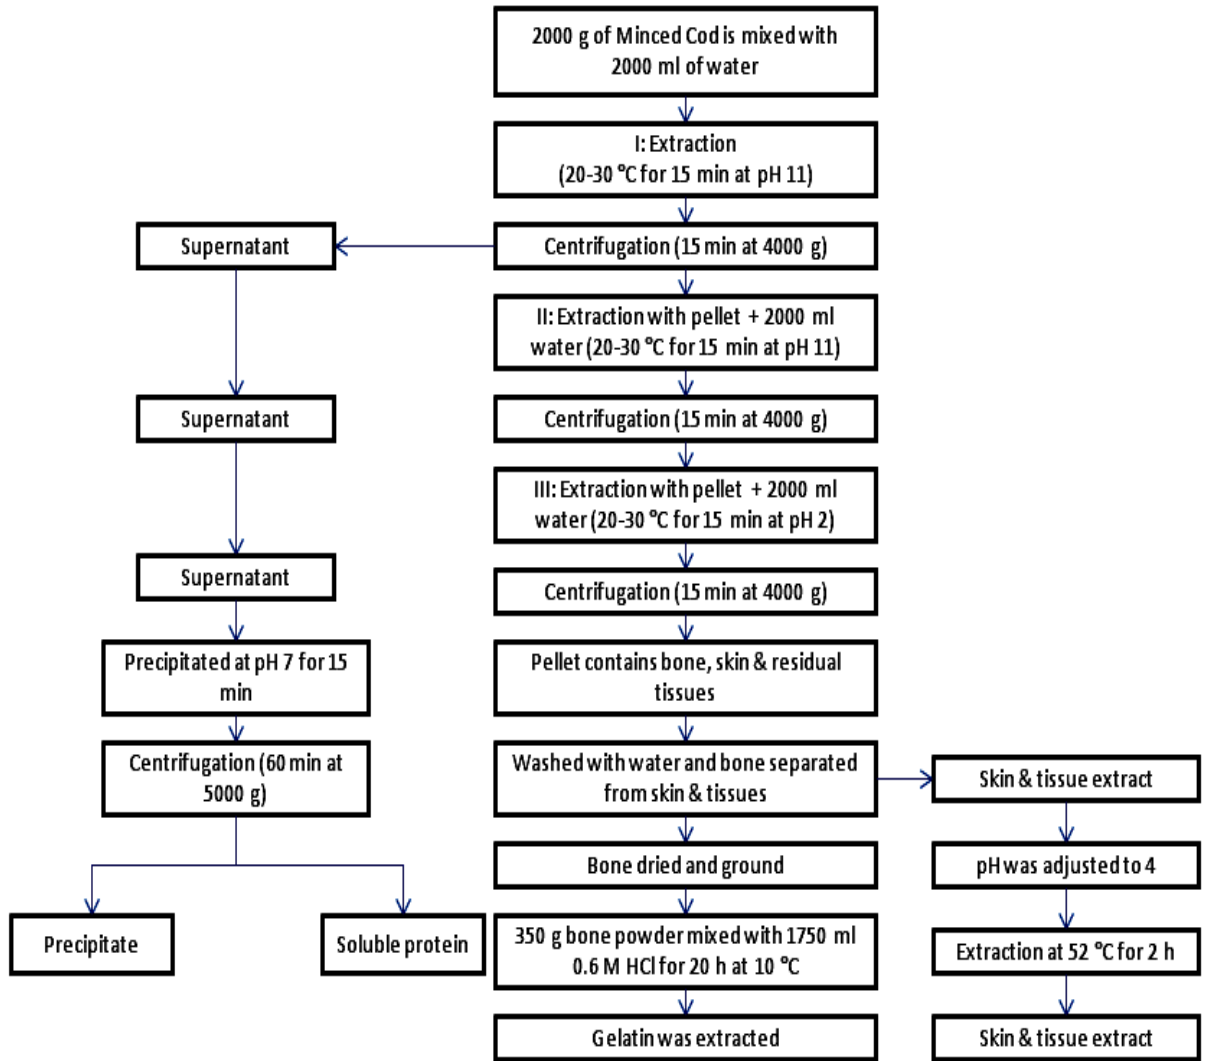 2000 g of Minced Cod is mixed with
2000 ml of water
I: Extraction
(20-30 °C for 15 min at pH 11)
Supernatant
Centrifugation (15 min at 4000 g)
II: Extraction with pellet + 2000 ml
water (20-30 °C for 15 min at pH 11)
Supernatant
Centrifugation (15 min at 4000 g)
III: Extraction with pellet + 2000 ml
water (20-30 °C for 15 min at pH 2)
Supernatant
Centrifugation (15 min at 4000 g)
Precipitated at pH 7 for 15
min
Pellet contains bone, skin & residual
tissues
Centrifugation (60 min at
5000 g)
Washed with water and bone separated
from skin & tissues
Skin & tissue extract
Bone dried and ground
pH was adjusted to 4
Precipitate
Soluble protein
350 g bone powder mixed with 1750 ml
0.6 M HCl for 20 h at 10 °C
Extraction at 52 °C for 2 h
Gelatin was extracted
Skin & tissue extract